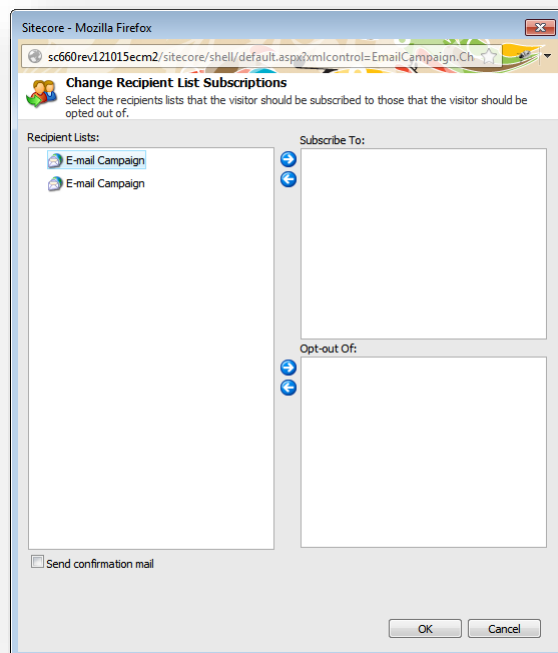 Sitecore - Mozilla Firefox
sc660rev121015ecm2/sitecore/shell/default.aspx?xmlcontrol=EmailCampaign.Ch
Change Recipient List Subscriptions
Select the recipients lists that the visitor should be subscribed to those that the visitor should be
opted out of.
Recipient Lists:
E-mail Campaign
E-mail Campaign
Subscribe To:
Opt-out Of:
Send confirmation mail
OK
Cancel